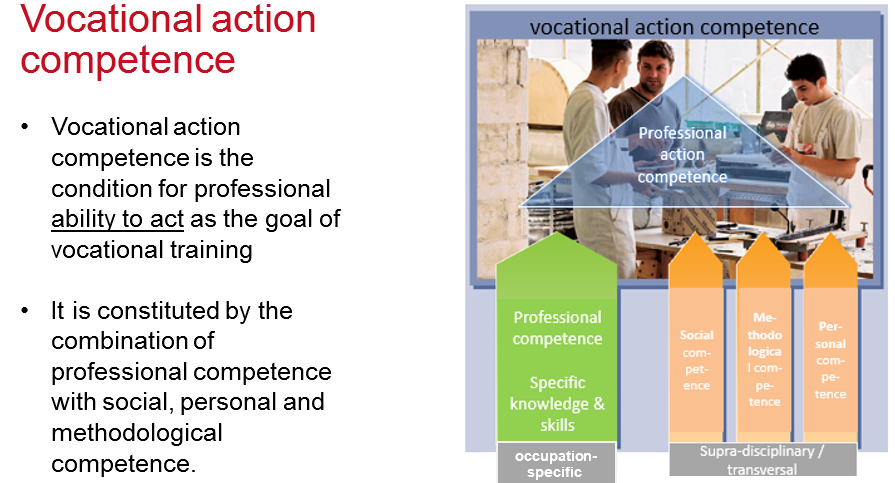 Vocational action
competence
• Vocational action
competence is the
condition for professional
ability to act as the goal of
vocational training
• It is constituted by the
combination of
professional competence
with social, personal and
methodological
competence.
vocational action competence
Professional
action
competence
Professional
competence
Specific
knowledge &
skills
occupation-
specific
Social
com-
pet-
ence
Me-
thodo
logica
l com-
pe-
tence
Per-
sonal
com-
pe-
tence
Supra-disciplinary /
transversal